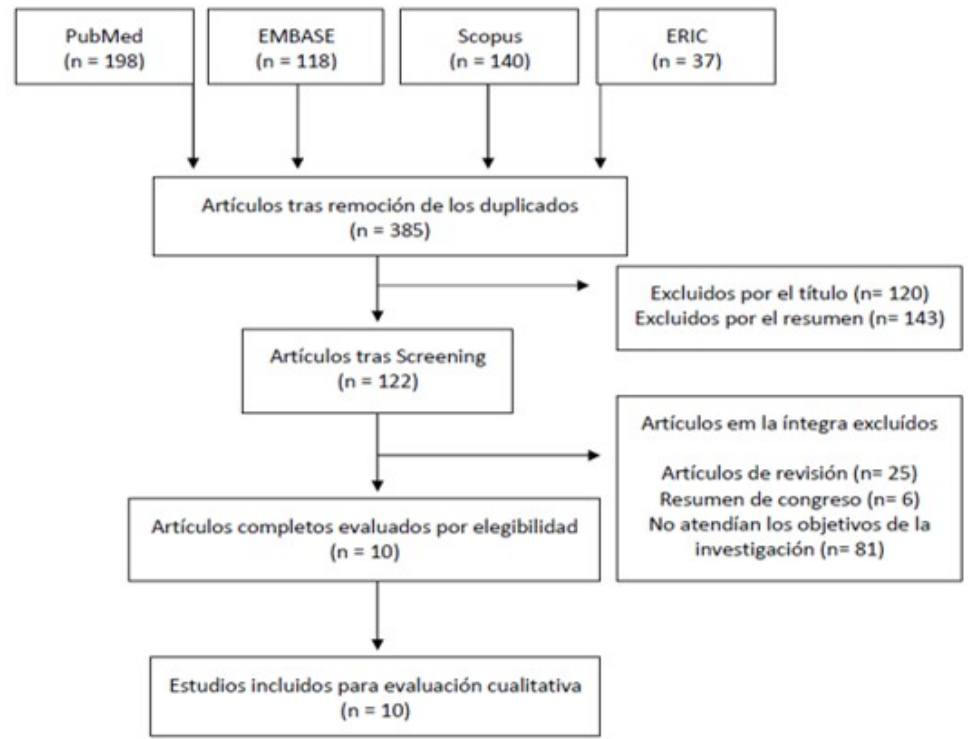 PubMed
(n = 198)
EMBASE
(n = 118)
Scopus
(n = 140)
ERIC
(n = 37)
Artículos tras remoción de los duplicados
(n = 385)
Excluidos por el título (n= 120)
Excluidos por el resumen (n= 143)
Artículos tras Screening
(n = 122)
Artículos em la íntegra excluídos
Artículos de revisión (n= 25)
Resumen de congreso (n= 6)
No atendían los objetivos de la
investigación (n= 81)
Artículos completos evaluados por elegibilidad
(n = 10)
Estudios incluidos para evaluación cualitativa
(n = 10)